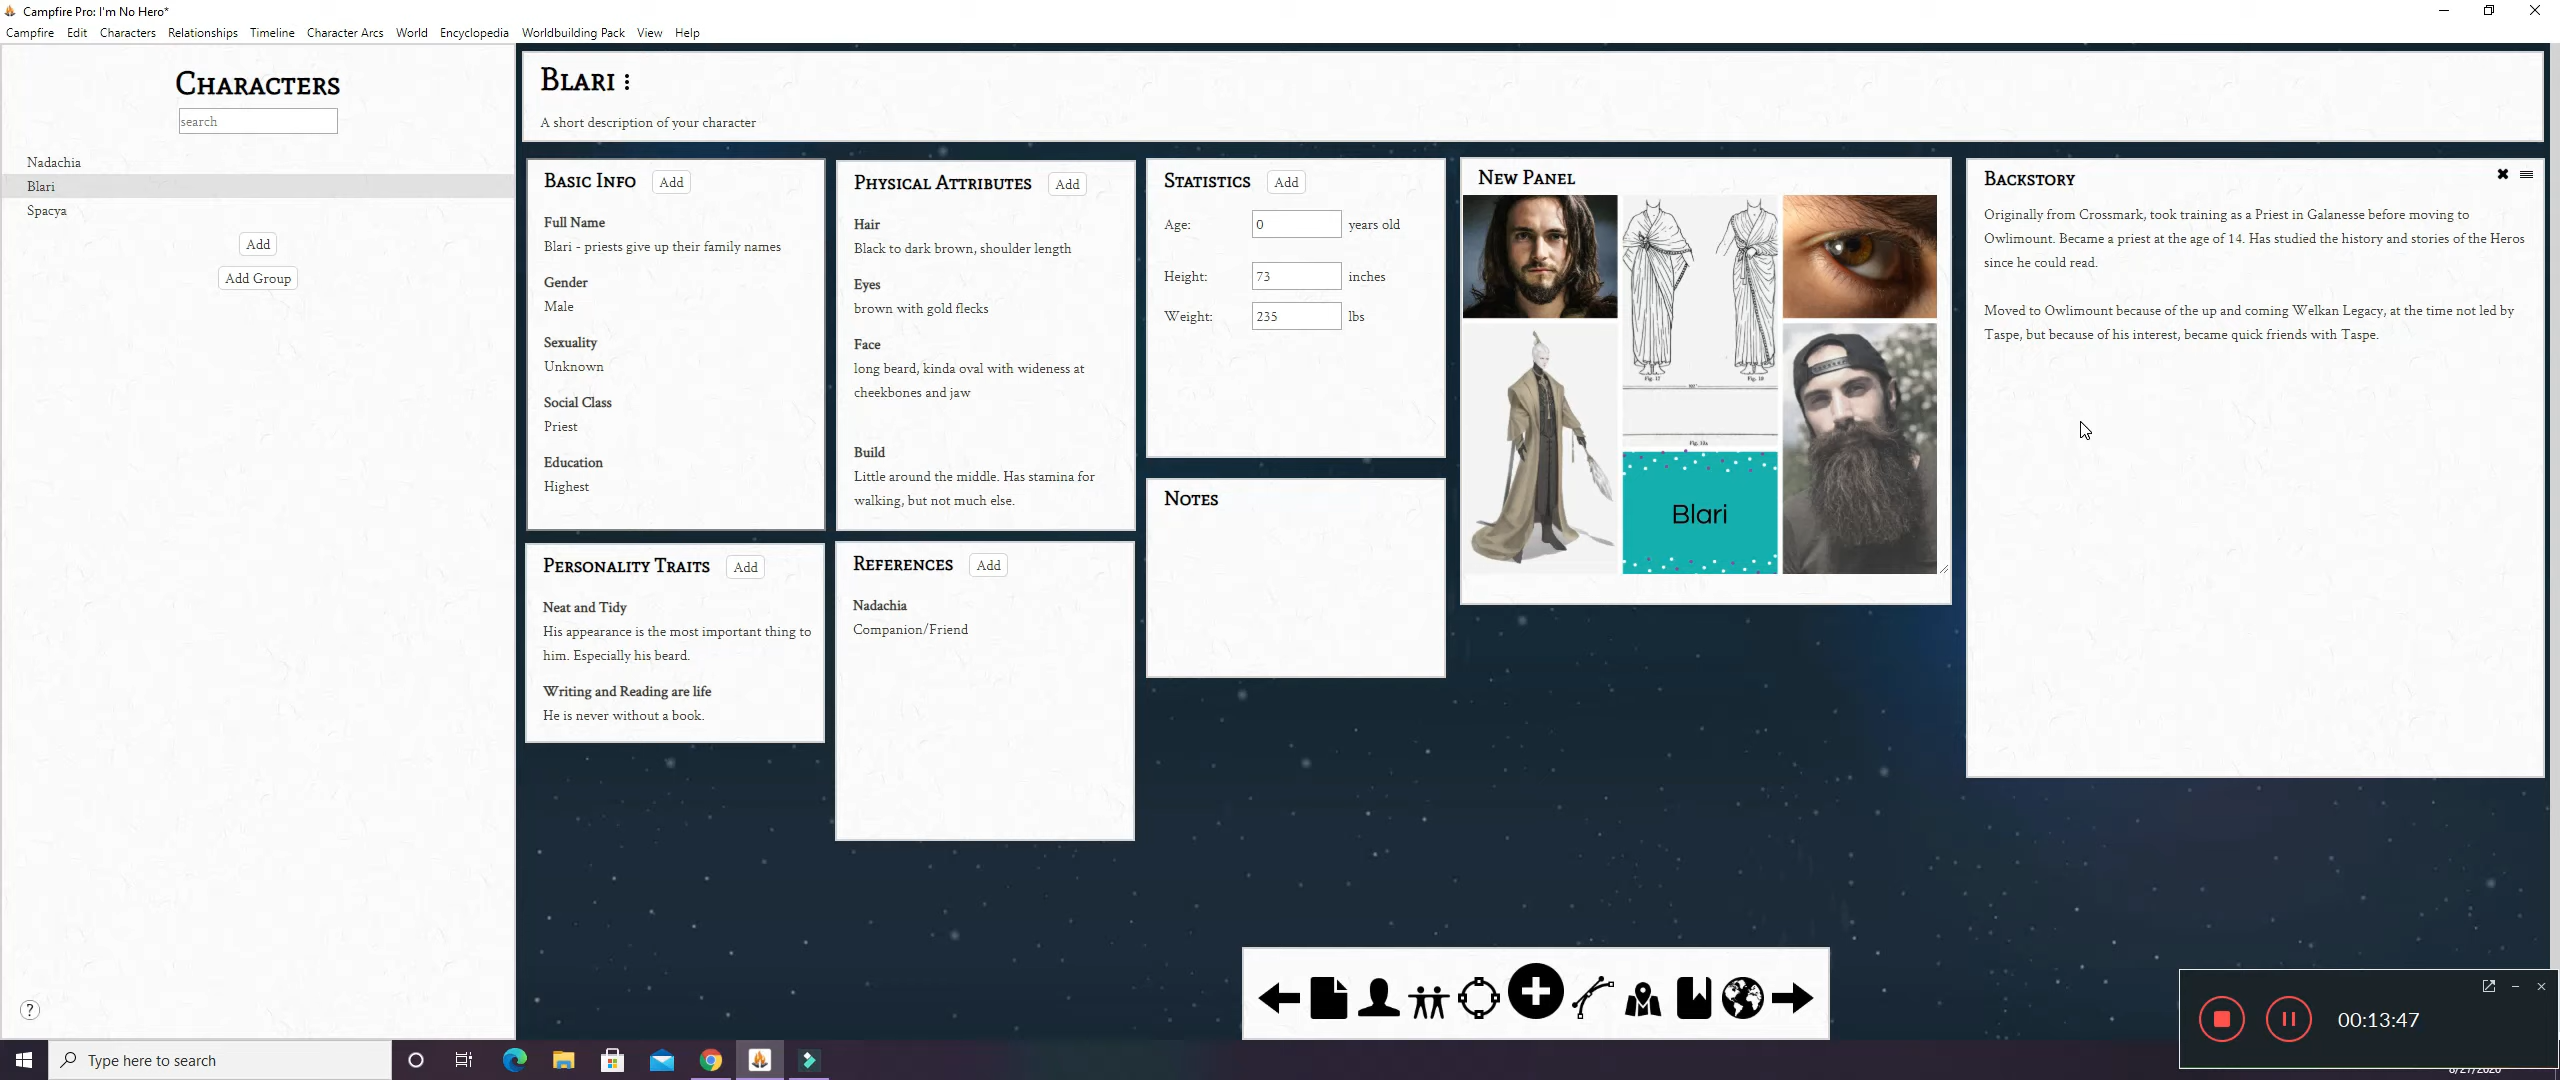 Campfire Pro: I'm No Hero*
Campfire Edit Characters Relationships Timeline Character Arcs World Encyclopedia Worldbuilding Pack View Help
Characters
search
Nadachia
Blari
Spacya
Add
Add Group
?
Blari
A short description of your character
Basic Info Add
Full Name
Blari - priests give up their family names
Gender
Male
Sexuality
Unknown
Social Class
Priest
Education
Highest
Personality Traits Add
Neat and Tidy
His appearance is the most important thing to
him. Especially his beard.
Writing and Reading are life
He is never without a book.
Physical Attributes Add
Hair
Black to dark brown, shoulder length
Eyes
brown with gold flecks
Face
long beard, kinda oval with wideness at
cheekbones and jaw
Build
Little around the middle. Has stamina for
walking, but not much else.
References Add
Nadachia
Companion/Friend
Statistics Add
Age: 0 years old
Height: 73 inches
Weight: 235 lbs
Notes
New Panel
Fig. 17
Blari
Backstory
Originally from Crossmark, took training as a Priest in Galanesse before moving to
Owlimount. Became a priest at the age of 14. Has studied the history and stories of the Heros
since he could read.
Moved to Owlimount because of the up and coming Welkan Legacy, at the time not led by
Taspe, but because of his interest, became quick friends with Taspe.
00:13:47
Type here to search